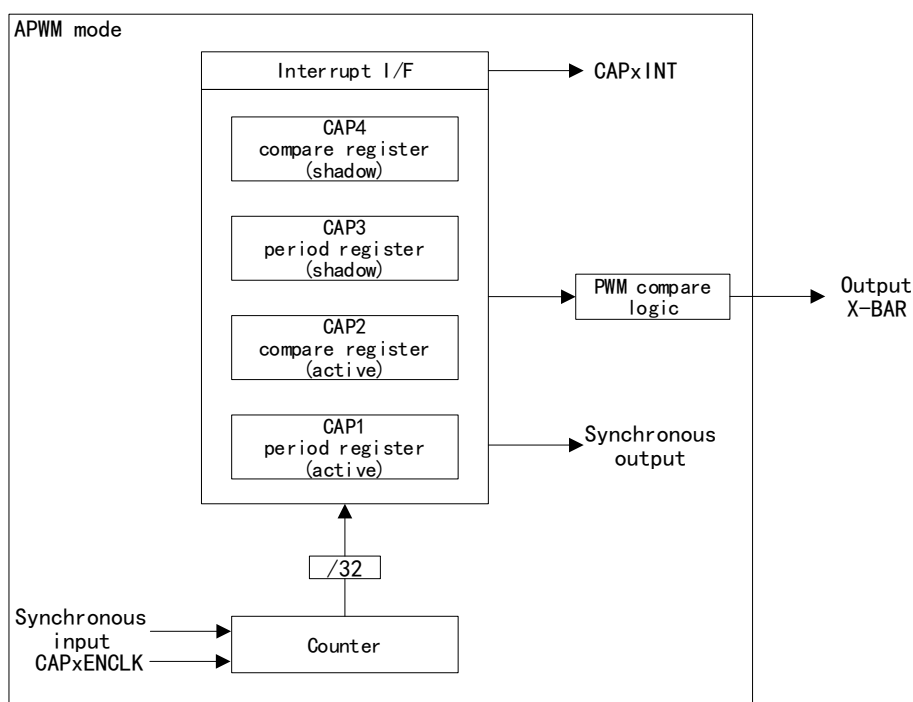 APWM mode
Interrupt I/F
CAPxINT
CAP4
compare register
(shadow)
CAP3
period register
(shadow)
PWM compare
logic
Output
X-BAR
CAP2
compare register
(active)
CAP1
period register
(active)
Synchronous
output
/32
Synchronous
input
CAPxENCLK
Counter